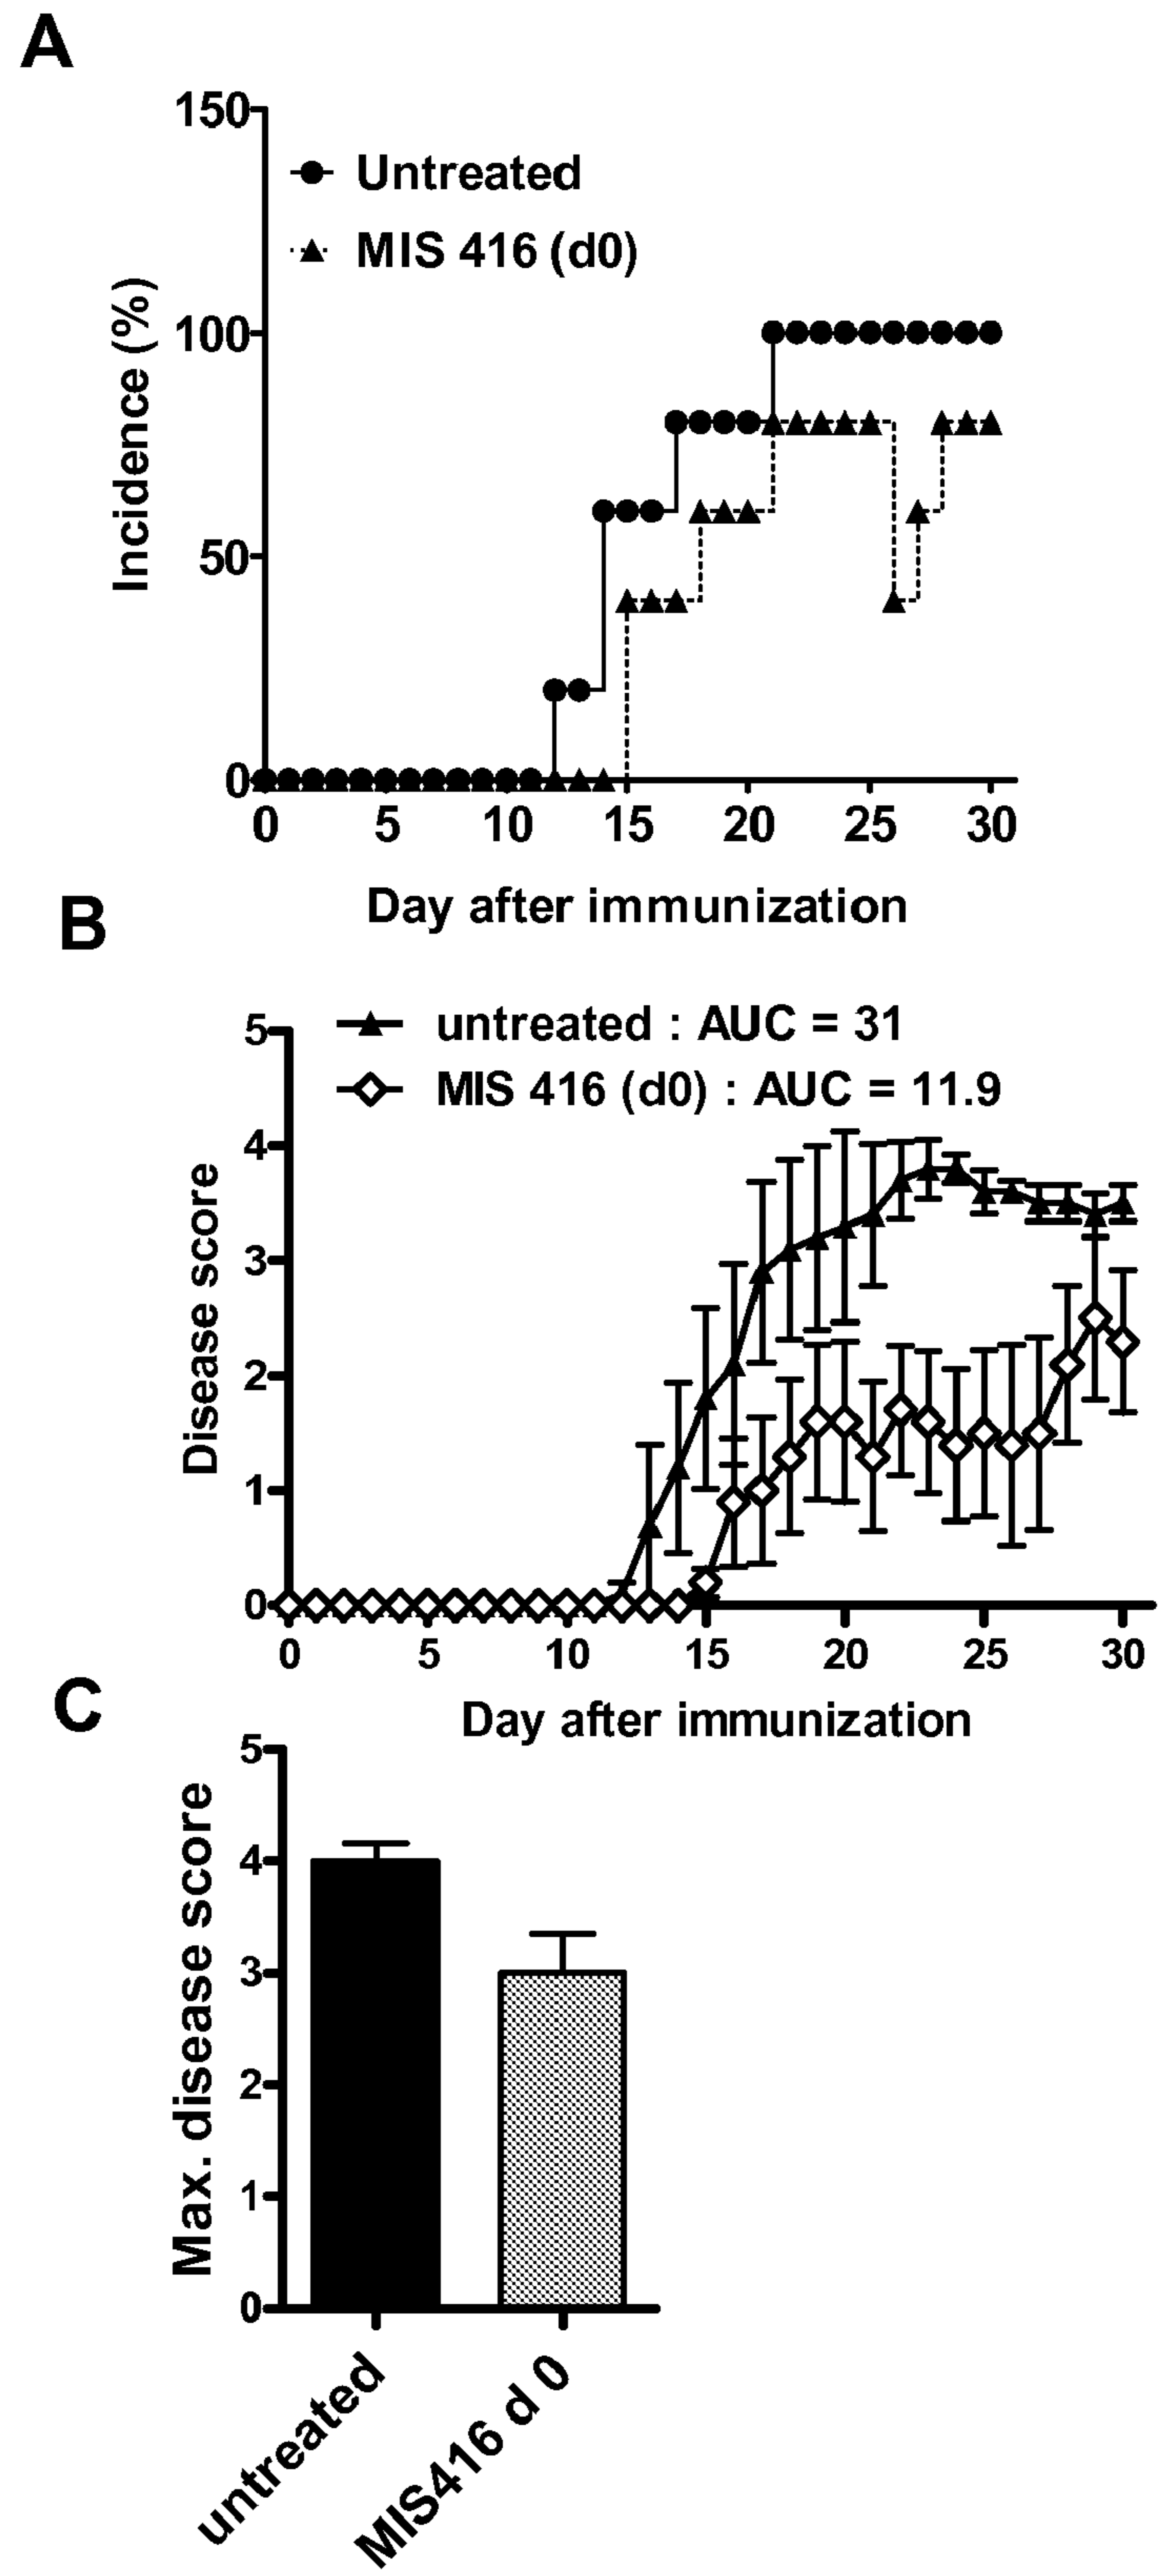 A
150
Untreated
MIS 416 (d0)
100
50
0
Incidence (%)
0 5 10 15 20 25 30
Day after immunization
B
5
untreated : AUC = 31
MIS 416 (d0) : AUC = 11.9
4
3
2
1
0
Disease score
0 5 10 15 20 25 30
Day after immunization
C
5
4
3
2
1
0
Max. disease score
untreated
MIS416 d 0